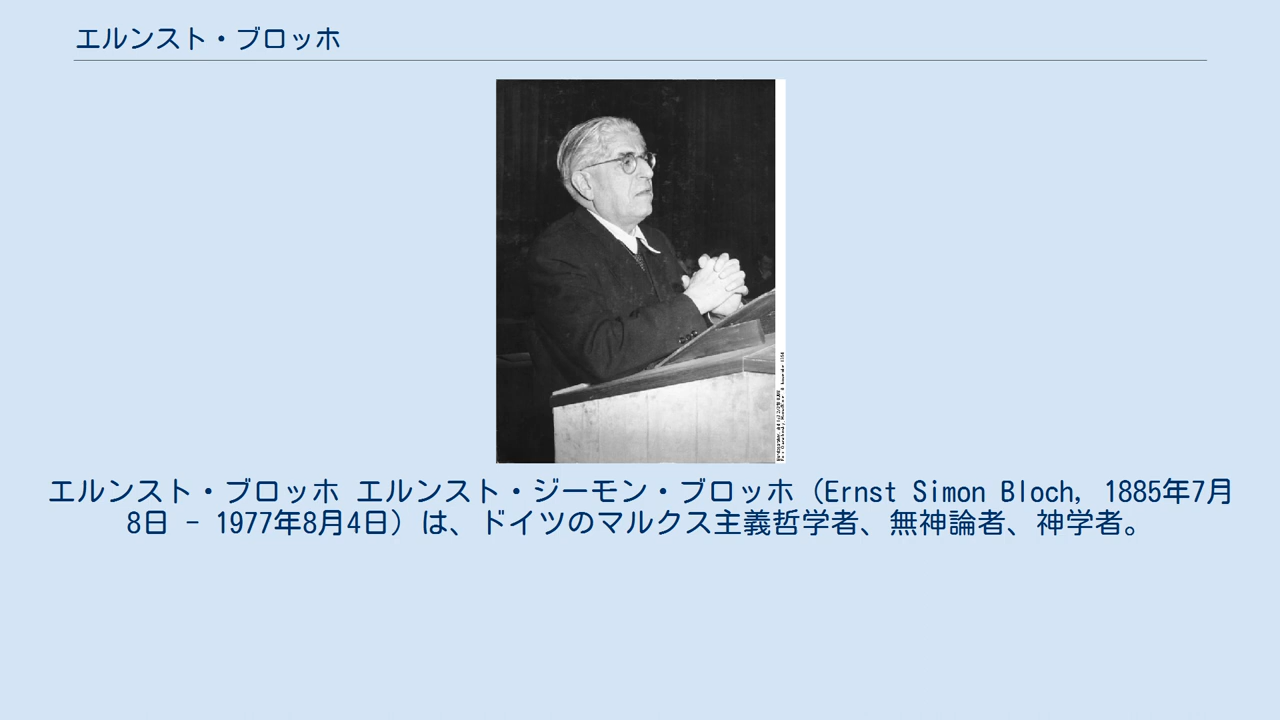 エルンスト・ブロッホ
エルンスト・ブロッホ エルンスト・ジーモン・ブロッホ（Ernst Simon Bloch, 1885年7月
8日 - 1977年8月4日）は、ドイツのマルクス主義哲学者、無神論者、神学者。